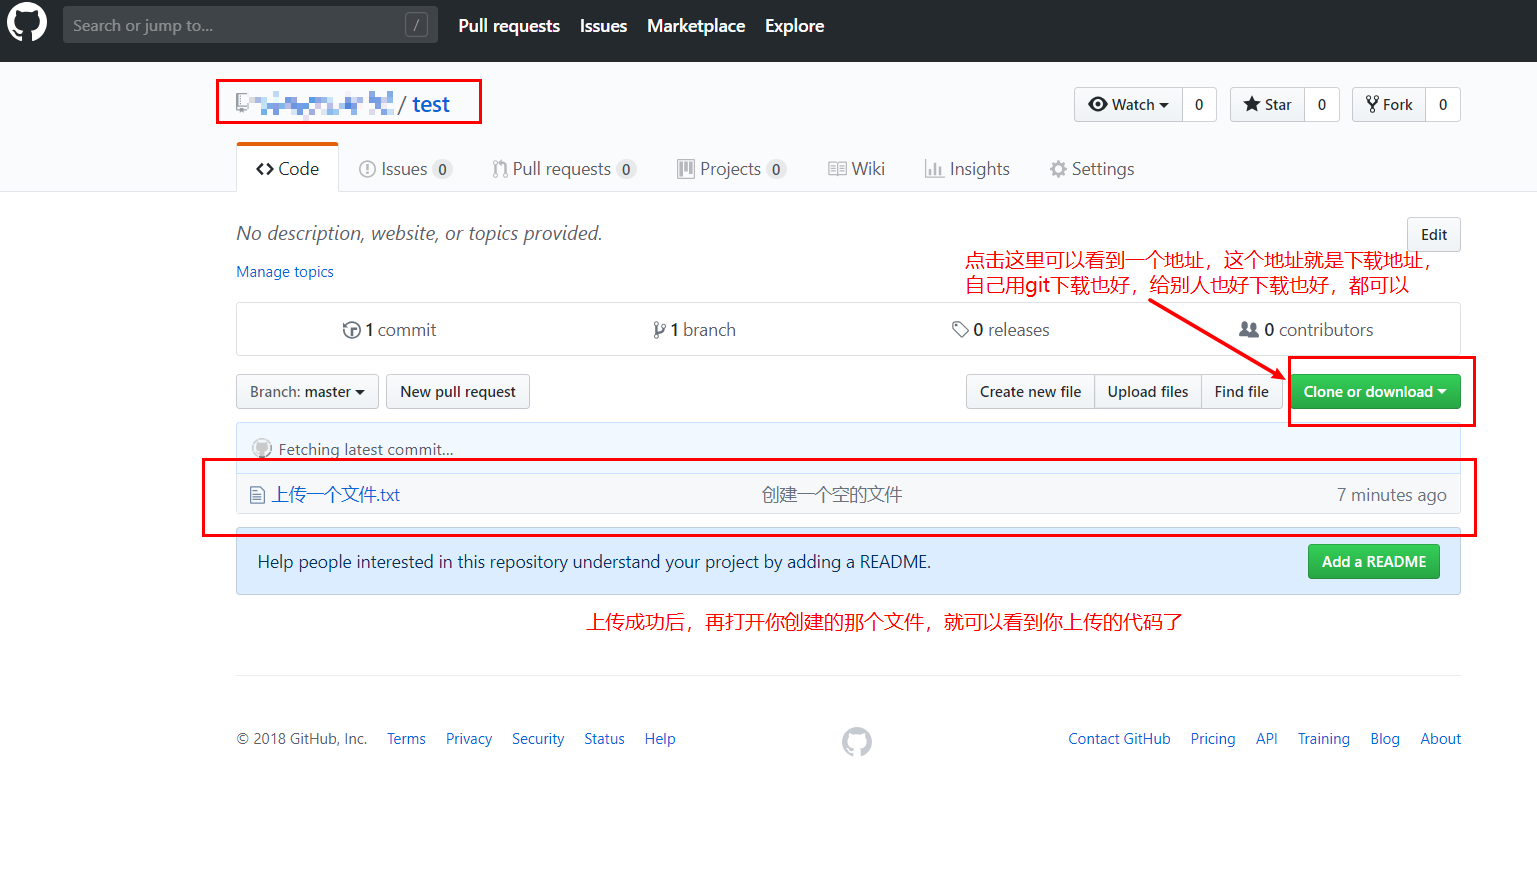 Search or jump to... /
Pull requests Issues Marketplace Explore
/ test
Watch 0 Star 0 Fork 0
Code Issues 0 Pull requests 0 Projects 0 Wiki Insights Settings
No description, website, or topics provided.
Edit
Manage topics
点击这里可以看到一个地址，这个地址就是下载地址，
自己用git下载也好，给别人也好下载也好，都可以
1 commit 1 branch 0 releases 0 contributors
Branch: master New pull request Create new file Upload files Find file Clone or download
Fetching latest commit...
上传一个文件.txt 创建一个空的文件 7 minutes ago
Help people interested in this repository understand your project by adding a README. Add a README
上传成功后，再打开你创建的那个文件，就可以看到你上传的代码了
© 2018 GitHub, Inc. Terms Privacy Security Status Help Contact GitHub Pricing API Training Blog About